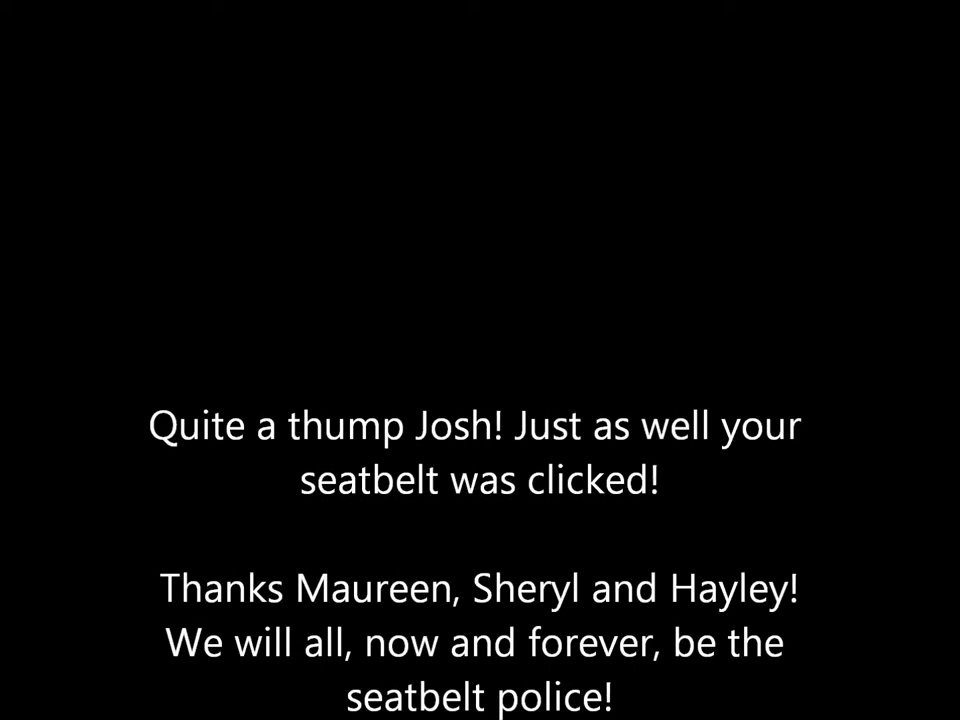 Quite a thump Josh! Just as well your
seatbelt was clicked!
Thanks Maureen, Sheryl and Hayley!
We will all, now and forever, be the
seatbelt police!